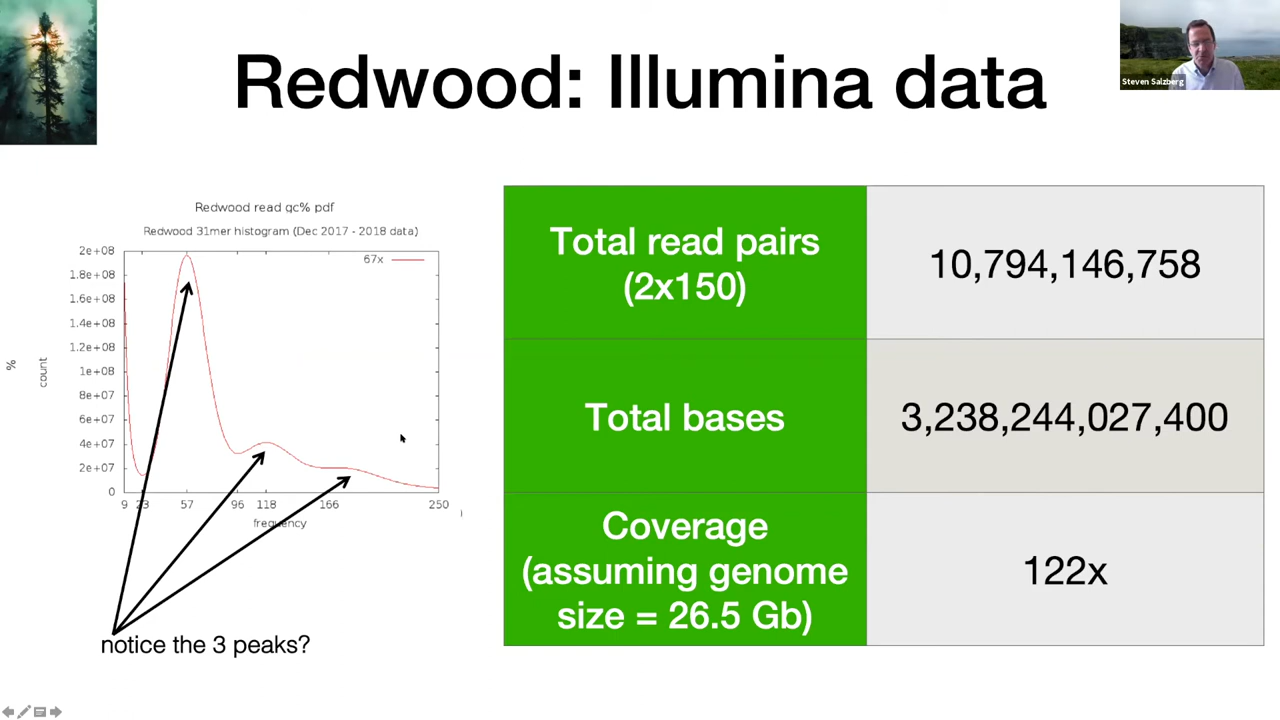 Redwood: Illumina data
Steven Salzberg
Redwood read gc% pdf
Redwood 31mer histogram (Dec 2017 - 2018 data)
67x
2e+08
1.8e+08
1.6e+08
1.4e+08
1.2e+08
1e+08
8e+07
6e+07
4e+07
2e+07
0
%
count
9 23 57 96 118 166 250
frequency
)
notice the 3 peaks?
Total read pairs
(2x150)
10,794,146,758
Total bases
3,238,244,027,400
Coverage
(assuming genome
size = 26.5 Gb)
122x